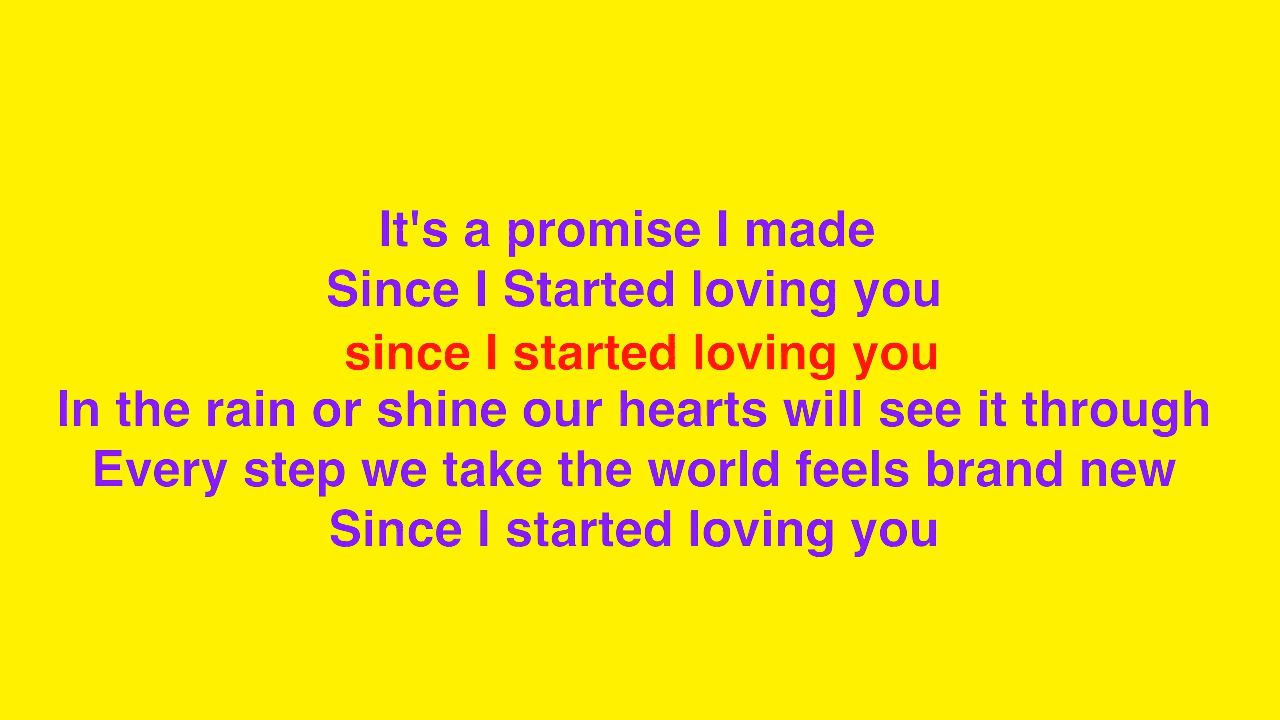 It's a promise I made
Since I Started loving you
since I started loving you
In the rain or shine our hearts will see it through
Every step we take the world feels brand new
Since I started loving you